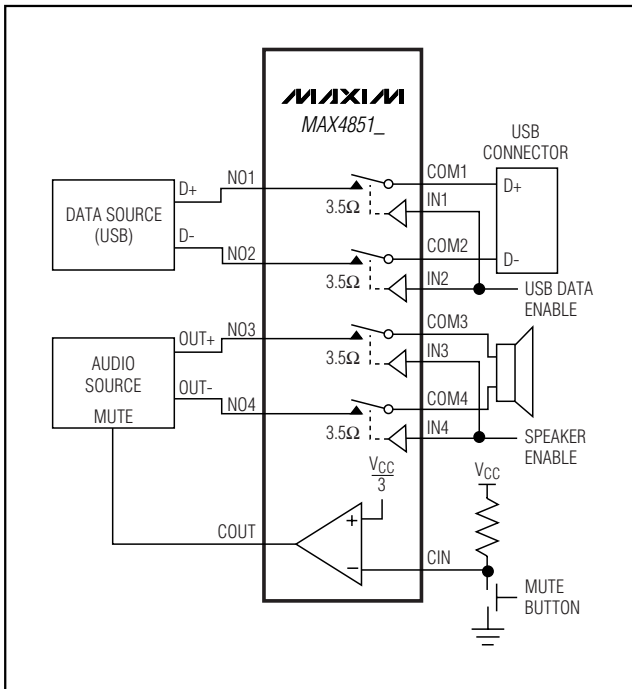 MAXIM
MAX4851_
USB
CONNECTOR
DATA SOURCE
(USB)
D+
NO1
3.5Ω
COM1
IN1
D+
D-
NO2
3.5Ω
COM2
IN2
D-
USB DATA
ENABLE
AUDIO
SOURCE
MUTE
OUT+
NO3
3.5Ω
COM3
IN3
OUT-
NO4
3.5Ω
COM4
IN4
SPEAKER
ENABLE
VCC
3
VCC
COUT
+
−
CIN
MUTE
BUTTON